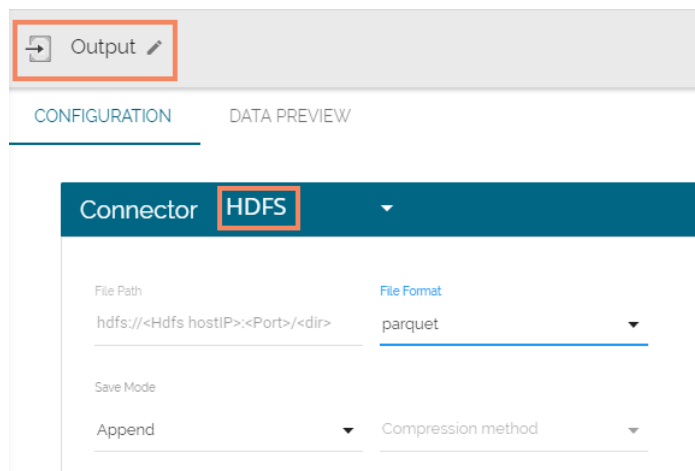 Output
CONFIGURATION DATA PREVIEW
Connector HDFS
File Path File Format
hdfs://<Hdfs hostIP>:<Port>/<dir> parquet
Save Mode
Append Compression method